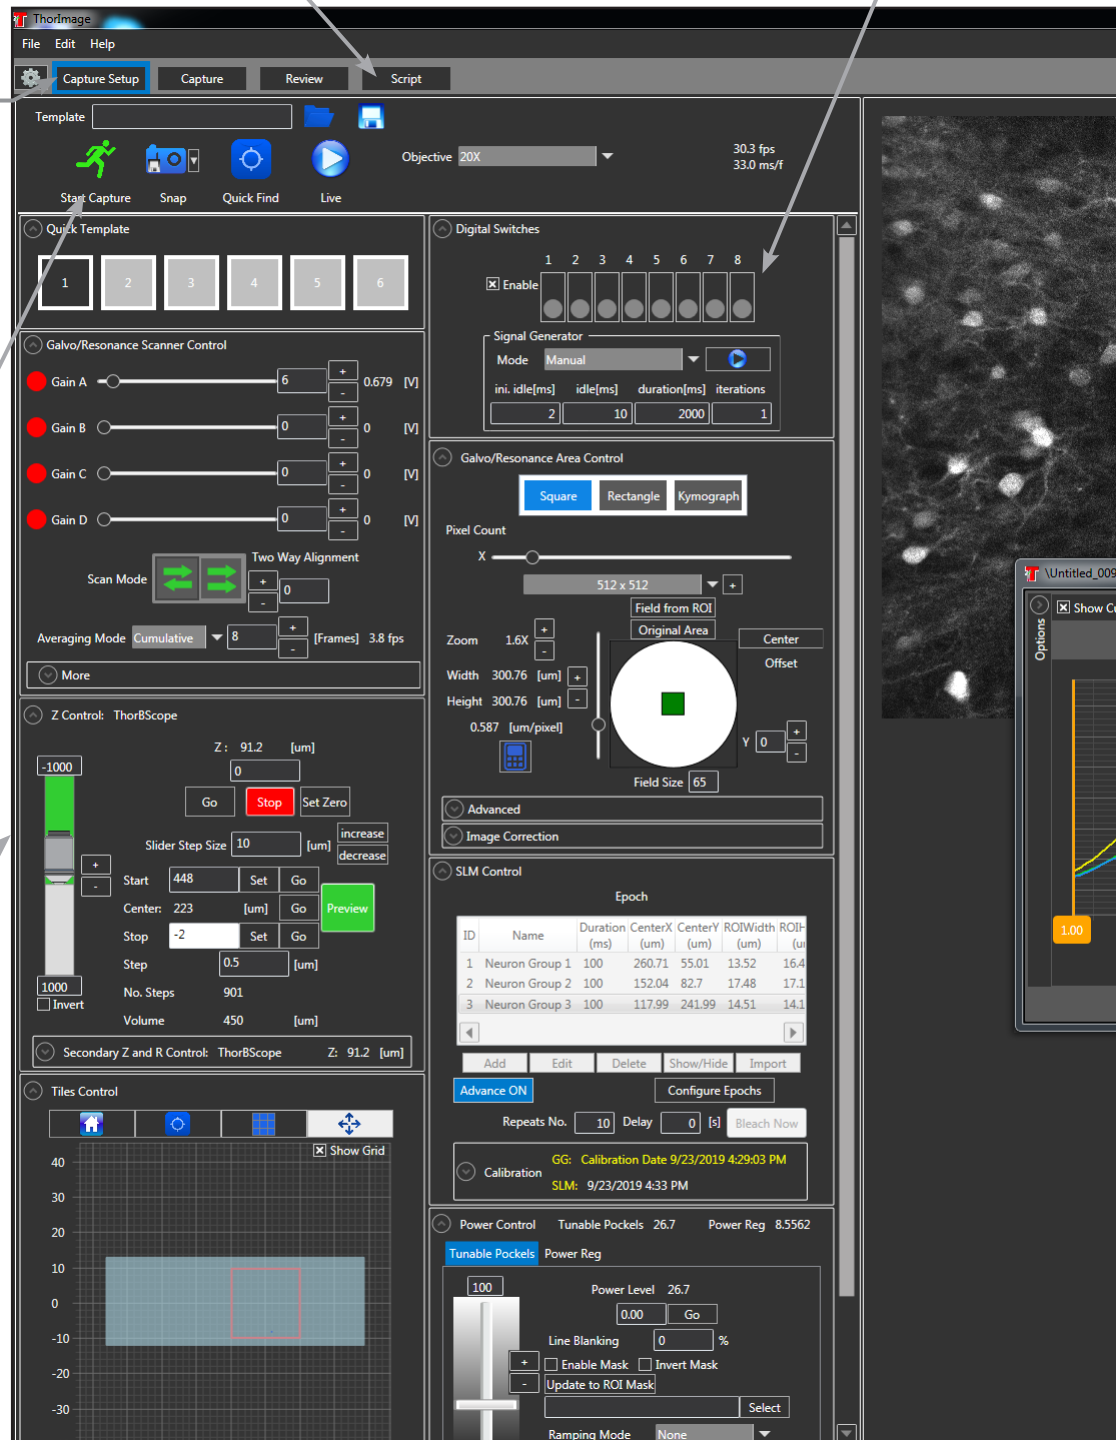 ThorImage
File Edit Help
Capture Setup Capture Review Script
Template
Start Capture Snap Quick Find Live
Objective 20X
30.3 fps
33.0 ms/f
Quick Template
1 2 3 4 5 6
Galvo/Resonance Scanner Control
Gain A 6 + - 0.679 [V]
Gain B 0 + - 0 [V]
Gain C 0 + - 0 [V]
Gain D 0 + - 0 [V]
Two Way Alignment
Scan Mode + - 0
Averaging Mode Cumulative 8 + - [Frames] 3.8 fps
More
Z Control: ThorBScope
Z : 91.2 [um]
-1000
0
Go Stop Set Zero
Slider Step Size 10 [um] increase
decrease
+
-
Start 448 Set Go
Center: 223 [um] Go Preview
Stop -2 Set Go
Step 0.5 [um]
1000
Invert
No. Steps 901
Volume 450 [um]
Secondary Z and R Control: ThorBScope Z: 91.2 [um]
Tiles Control
Show Grid
40
30
20
10
0
-10
-20
-30
Digital Switches
1 2 3 4 5 6 7 8
Enable
Signal Generator
Mode Manual
ini. idle[ms] idle[ms] duration[ms] iterations
2 10 2000 1
Galvo/Resonance Area Control
Square Rectangle Kymograph
Pixel Count
X
512 x 512 +
Field from ROI
Original Area
Zoom 1.6X + -
Center
Offset
Width 300.76 [um] +
Height 300.76 [um] -
0.587 [um/pixel]
Y 0 + -
Field Size 65
Advanced
Image Correction
SLM Control
Epoch
ID Name Duration (ms) CenterX (um) CenterY (um) ROIWidth (um) ROIH (ui
1 Neuron Group 1 100 260.71 55.01 13.52 16.4
2 Neuron Group 2 100 152.04 82.7 17.48 17.1
3 Neuron Group 3 100 117.99 241.99 14.51 14.1
Add Edit Delete Show/Hide Import
Advance ON Configure Epochs
Repeats No. 10 Delay 0 [s] Bleach Now
Calibration GG: Calibration Date 9/23/2019 4:29:03 PM
SLM: 9/23/2019 4:33 PM
Power Control Tunable Pockels 26.7 Power Reg 8.5562
Tunable Pockels Power Reg
100
Power Level 26.7
0.00 Go
Line Blanking 0 %
+
-
Enable Mask Invert Mask
Update to ROI Mask
Select
Ramping Mode None
\Untitled_009
Options
Show Cu
1.00